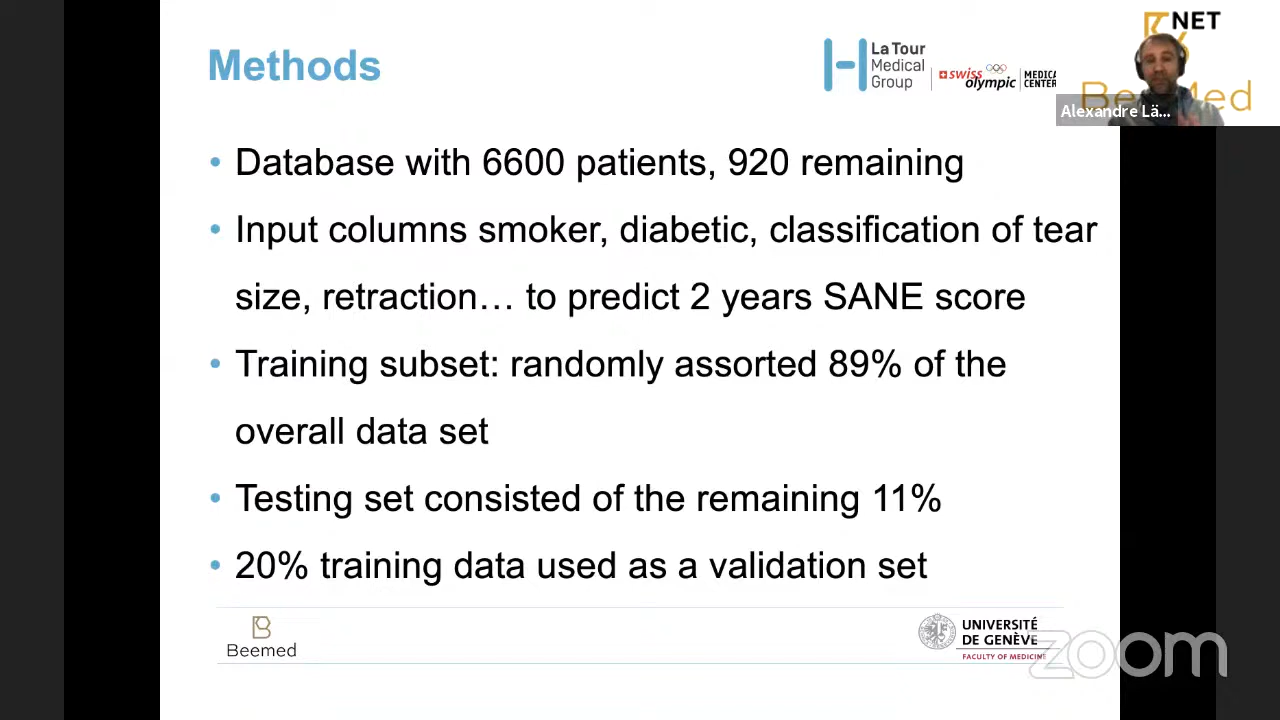 Methods
La Tour
Medical
Group
swiss
olympic
MEDICAL
CENTER
NET
Alexandre Lä...
Database with 6600 patients, 920 remaining
Input columns smoker, diabetic, classification of tear
size, retraction… to predict 2 years SANE score
Training subset: randomly assorted 89% of the
overall data set
Testing set consisted of the remaining 11%
20% training data used as a validation set
Beemed
UNIVERSITÉ
DE GENÈVE
FACULTY OF MEDICINE
zoom